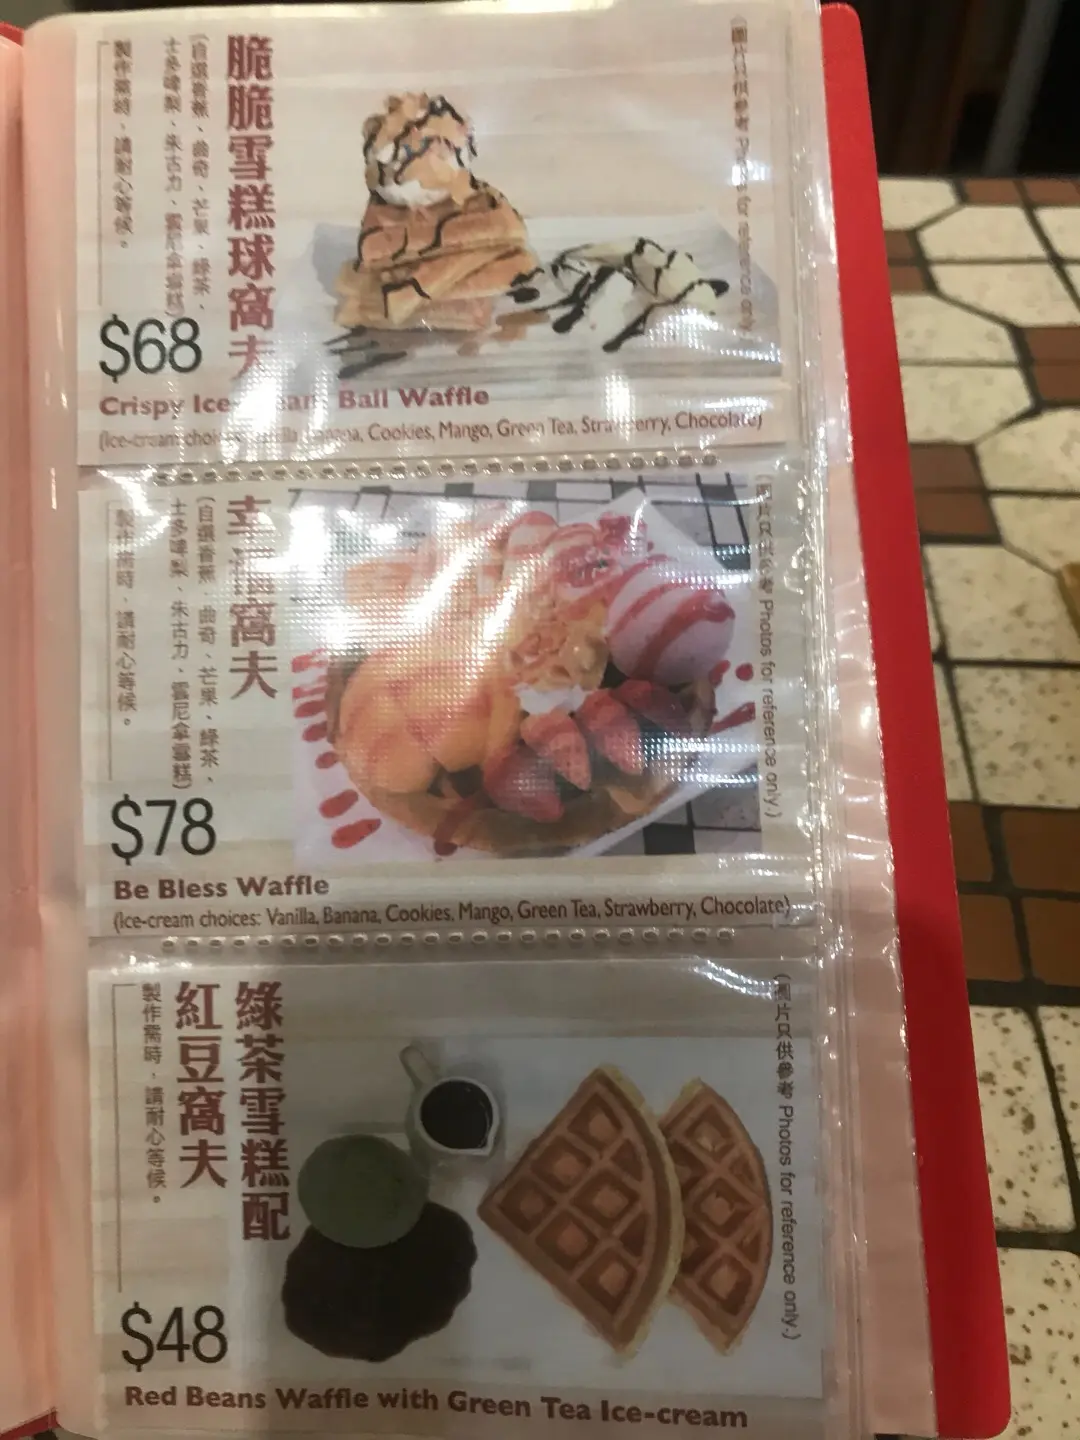 脆脆雪糕球窩夫
(自選香蕉、曲奇、芒果、綠茶、
士多啤梨、朱古力、雲尼拿雪糕)
製作需時，請耐心等候。
$68
Crispy Ice Ball Waffle
(Ice-cream Cookies, Mango, Green Tea, Strawberry, Chocolate)
(圖片只供參考 Photos for reference only.)
幸福窩夫
(自選香蕉、曲奇、芒果、綠茶、
士多啤梨、朱古力、雲尼拿雪糕)
製作需時，請耐心等候。
$78
Be Bless Waffle
(Ice-cream choices: Vanilla, Banana, Cookies, Mango, Green Tea, Strawberry, Chocolate)
(圖片只供參考 Photos for reference only.)
綠茶雪糕配
紅豆窩夫
製作需時，請耐心等候。
$48
Red Beans Waffle with Green Tea Ice-cream
(圖片只供參考 Photos for reference only.)